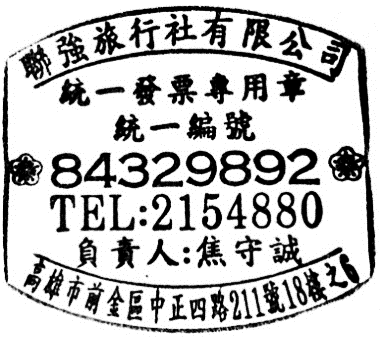 聯強旅行社有限公司
統一發票專用章
統一編號
84329892
TEL:2154880
負責人:焦守誠
高雄市前金區中正四路211號18樓之6